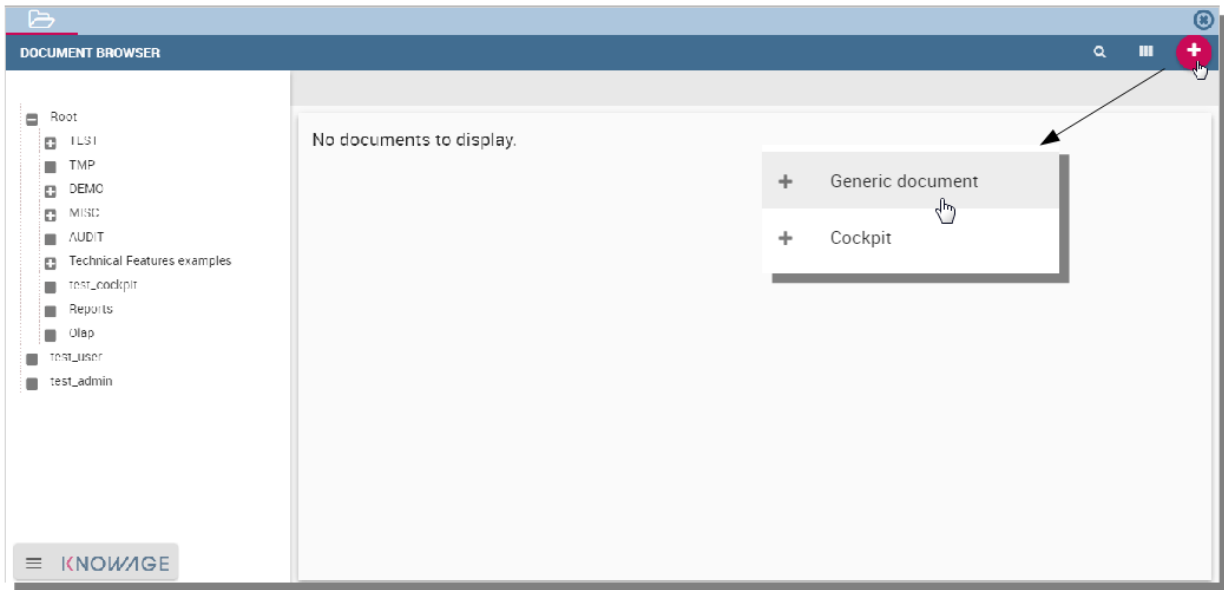 DOCUMENT BROWSER
Root
TEST
TMP
DEMO
MISC
AUDIT
Technical Features examples
test_cockpit
Reports
Olap
test_user
test_admin
No documents to display.
Generic document
Cockpit
KNOWAGE